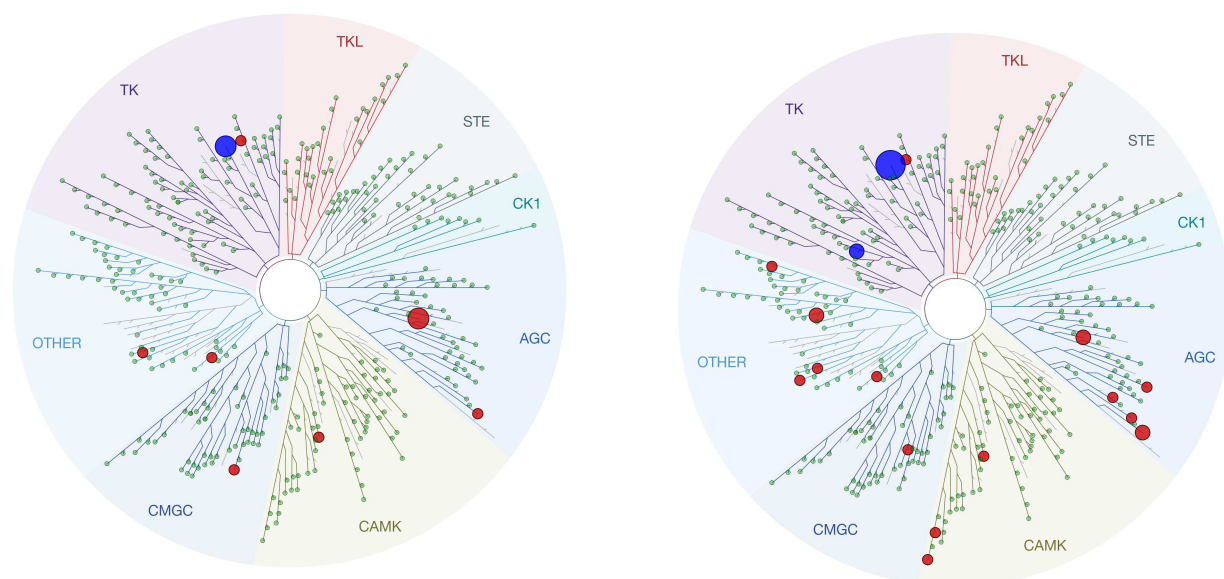 TKL
TK
STE
CK1
AGC
OTHER
CMGC
CAMK
TKL
TK
STE
CK1
AGC
OTHER
CMGC
CAMK